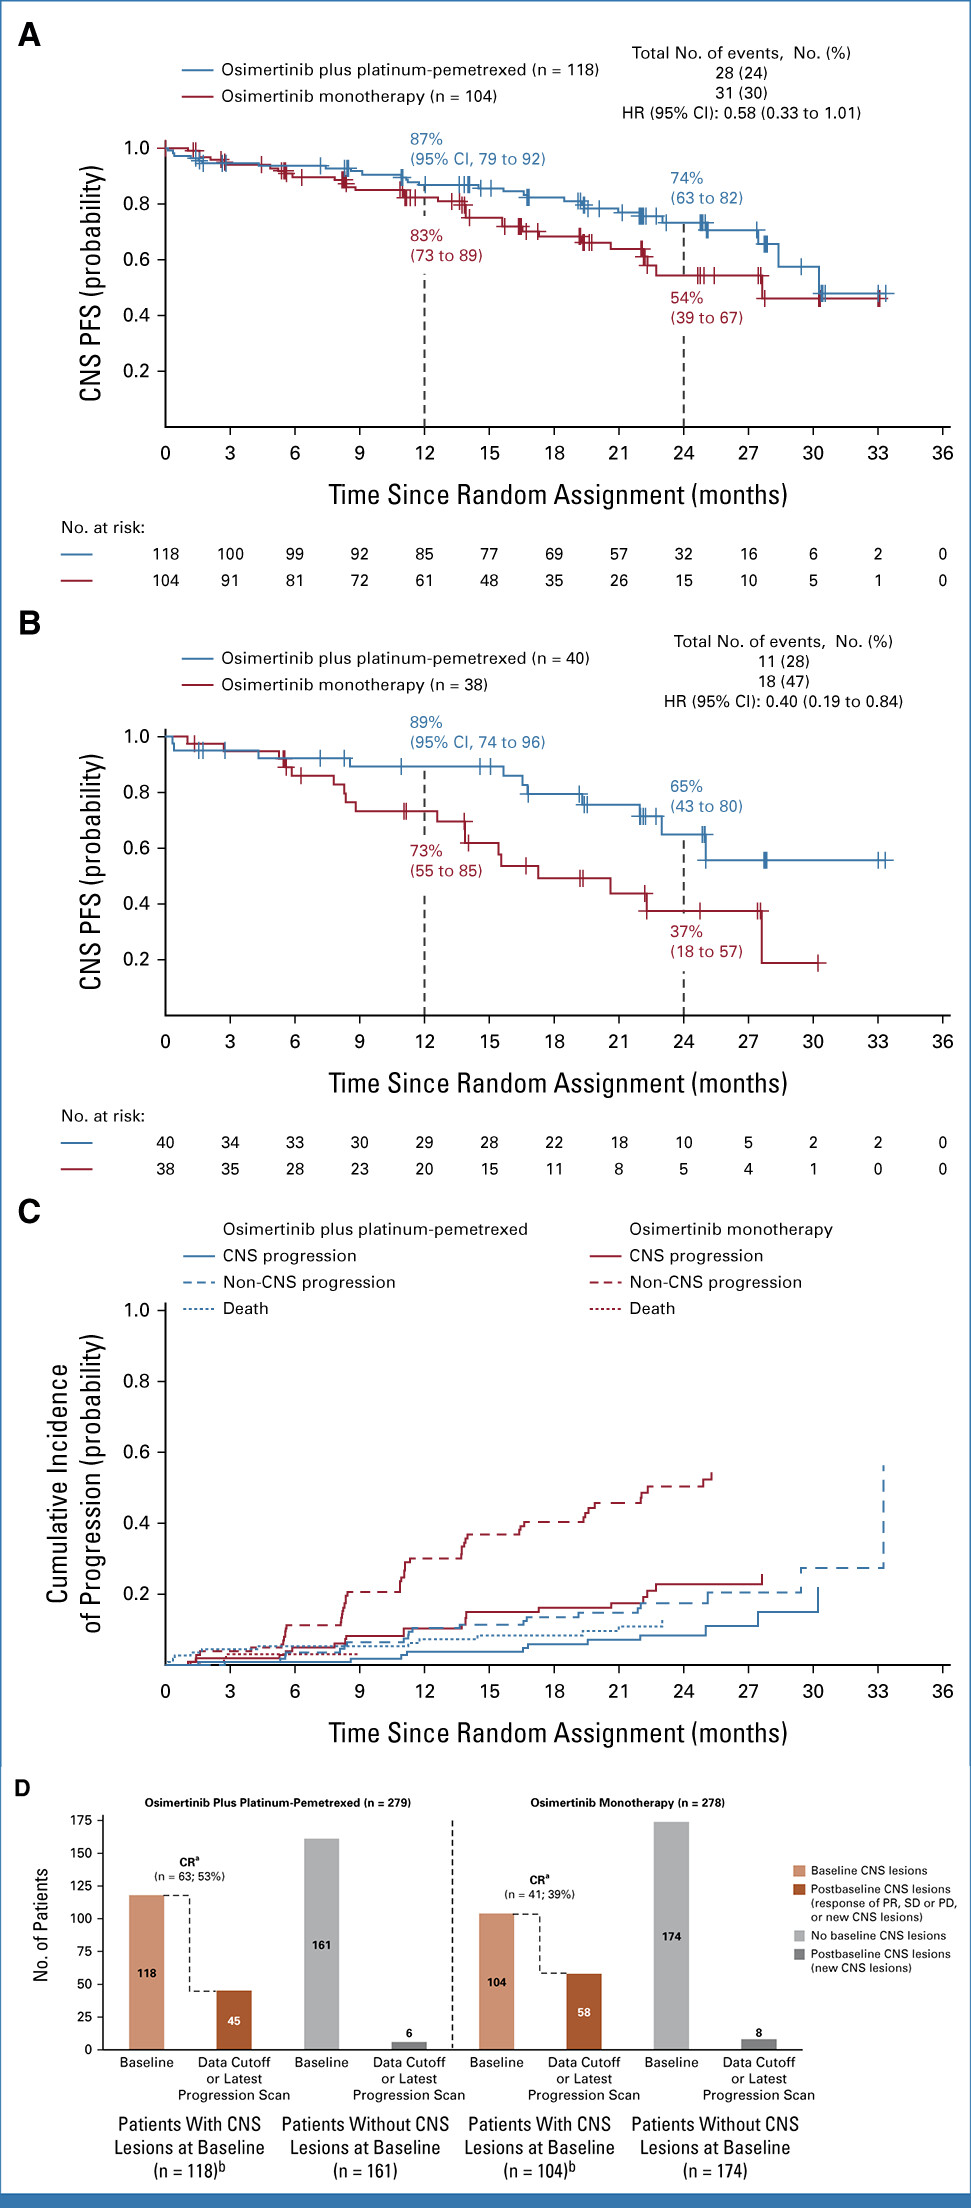 A
Osimertinib plus platinum-pemetrexed (n = 118)
Osimertinib monotherapy (n = 104)
Total No. of events, No. (%)
28 (24)
31 (30)
HR (95% CI): 0.58 (0.33 to 1.01)
CNS PFS (probability)
1.0
0.8
0.6
0.4
0.2
87%
(95% CI, 79 to 92)
74%
(63 to 82)
83%
(73 to 89)
54%
(39 to 67)
0 3 6 9 12 15 18 21 24 27 30 33 36
Time Since Random Assignment (months)
No. at risk:
118 100 99 92 85 77 69 57 32 16 6 2 0
104 91 81 72 61 48 35 26 15 10 5 1 0
B
Osimertinib plus platinum-pemetrexed (n = 40)
Osimertinib monotherapy (n = 38)
Total No. of events, No. (%)
11 (28)
18 (47)
HR (95% CI): 0.40 (0.19 to 0.84)
CNS PFS (probability)
1.0
0.8
0.6
0.4
0.2
89%
(95% CI, 74 to 96)
65%
(43 to 80)
73%
(55 to 85)
37%
(18 to 57)
0 3 6 9 12 15 18 21 24 27 30 33 36
Time Since Random Assignment (months)
No. at risk:
40 34 33 30 29 28 22 18 10 5 2 2 0
38 35 28 23 20 15 11 8 5 4 1 0 0
C
Osimertinib plus platinum-pemetrexed
CNS progression
Non-CNS progression
Death
Osimertinib monotherapy
CNS progression
Non-CNS progression
Death
Cumulative Incidence
of Progression (probability)
1.0
0.8
0.6
0.4
0.2
0 3 6 9 12 15 18 21 24 27 30 33 36
Time Since Random Assignment (months)
D
Osimertinib Plus Platinum-Pemetrexed (n = 279)
Osimertinib Monotherapy (n = 278)
No. of Patients
175
150
125
100
75
50
25
0
CRᵃ
(n = 63; 53%)
118
45
161
6
CRᵃ
(n = 41; 39%)
104
58
174
8
Baseline CNS lesions
Postbaseline CNS lesions
(response of PR, SD or PD,
or new CNS lesions)
No baseline CNS lesions
Postbaseline CNS lesions
(new CNS lesions)
Baseline
Data Cutoff
or Latest
Progression Scan
Baseline
Data Cutoff
or Latest
Progression Scan
Baseline
Data Cutoff
or Latest
Progression Scan
Baseline
Data Cutoff
or Latest
Progression Scan
Patients With CNS
Lesions at Baseline
(n = 118)ᵇ
Patients Without CNS
Lesions at Baseline
(n = 161)
Patients With CNS
Lesions at Baseline
(n = 104)ᵇ
Patients Without CNS
Lesions at Baseline
(n = 174)